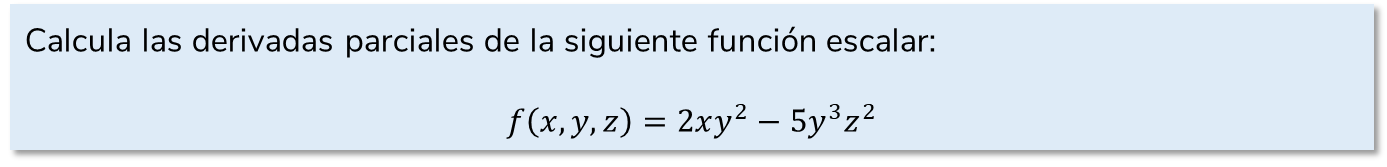 Calcula las derivadas parciales de la siguiente función escalar:
f(x, y, z) = 2xy² − 5y³z²